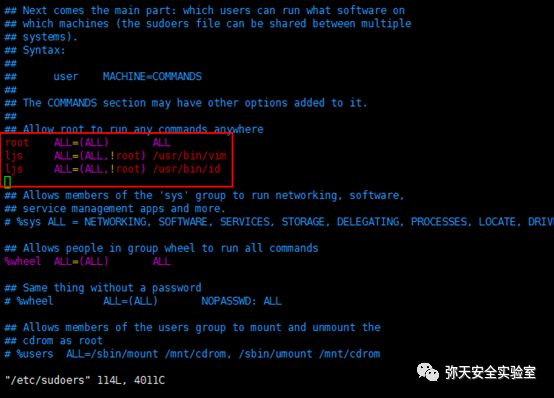 ## Next comes the main part: which users can run what software on
## which machines (the sudoers file can be shared between multiple
## systems).
## Syntax:
##
##      user    MACHINE=COMMANDS
##
## The COMMANDS section may have other options added to it.
##
## Allow root to run any commands anywhere
root    ALL=(ALL)       ALL
ljs     ALL=(ALL,!root) /usr/bin/vim
ljs     ALL=(ALL,!root) /usr/bin/id
## Allows members of the 'sys' group to run networking, software,
## service management apps and more.
# %sys ALL = NETWORKING, SOFTWARE, SERVICES, STORAGE, DELEGATING, PROCESSES, LOCATE, DRIV
## Allows people in group wheel to run all commands
%wheel  ALL=(ALL)       ALL
## Same thing without a password
# %wheel        ALL=(ALL)       NOPASSWD: ALL
## Allows members of the users group to mount and unmount the
## cdrom as root
# %users  ALL=/sbin/mount /mnt/cdrom, /sbin/umount /mnt/cdrom
"/etc/sudoers" 114L, 4011C
弥天安全实验室